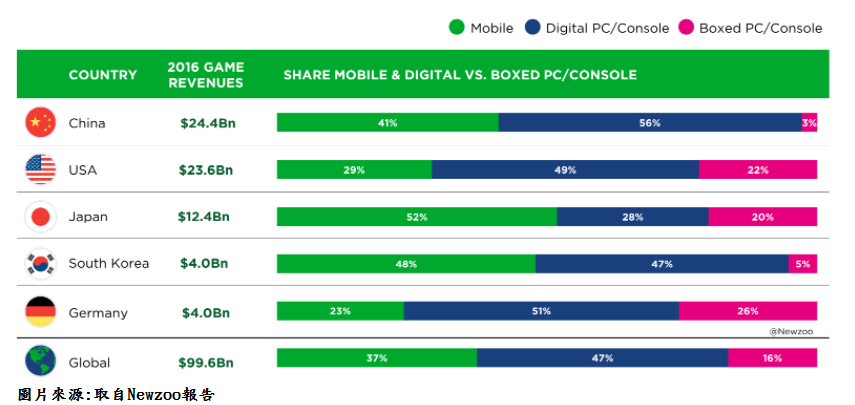 Mobile Digital PC/Console Boxed PC/Console
COUNTRY 2016 GAME REVENUES SHARE MOBILE & DIGITAL VS. BOXED PC/CONSOLE
China $24.4Bn 41% 56% 3%
USA $23.6Bn 29% 49% 22%
Japan $12.4Bn 52% 28% 20%
South Korea $4.0Bn 48% 47% 5%
Germany $4.0Bn 23% 51% 26%
@Newzoo
Global $99.6Bn 37% 47% 16%
圖片來源:取自Newzoo報告